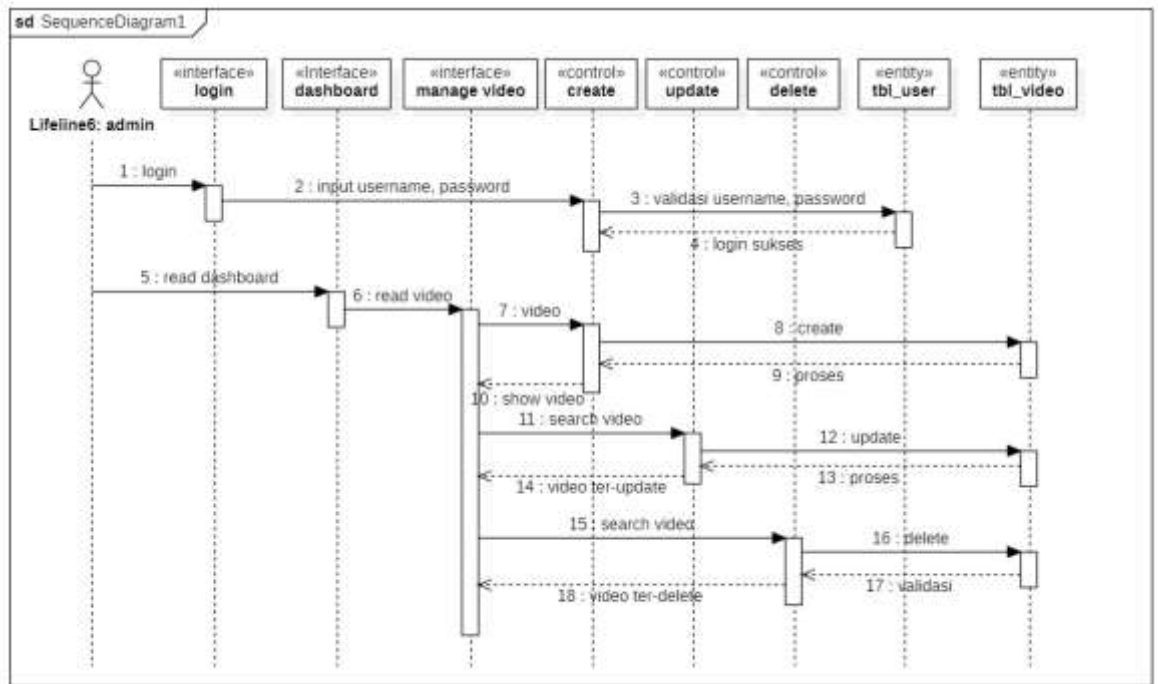 sd SequenceDiagram1
«interface»
login
«Interface»
dashboard
«interface»
manage video
«control»
create
«control»
update
«control»
delete
«entity»
tbl_user
«entity»
tbl_video
Lifeline6: admin
1 : login
2 : input username, password
3 : validasi username, password
4 : login sukses
5 : read dashboard
6 : read video
7 : video
8 : create
9 : proses
10 : show video
11 : search video
12 : update
13 : proses
14 : video ter-update
15 : search video
16 : delete
17 : validasi
18 : video ter-delete